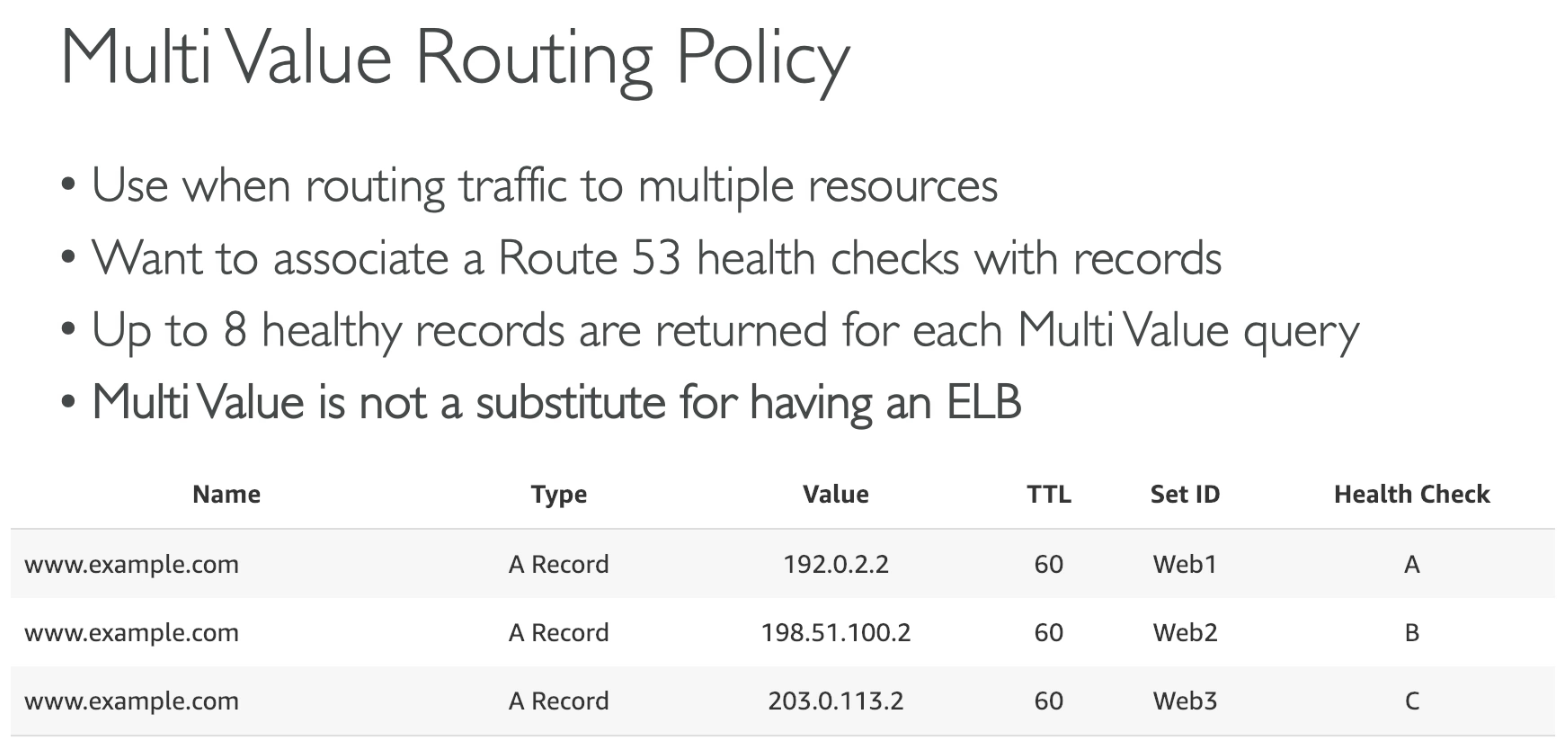 Multi Value Routing Policy
• Use when routing traffic to multiple resources
• Want to associate a Route 53 health checks with records
• Up to 8 healthy records are returned for each Multi Value query
• Multi Value is not a substitute for having an ELB
Name Type Value TTL Set ID Health Check
www.example.com A Record 192.0.2.2 60 Web1 A
www.example.com A Record 198.51.100.2 60 Web2 B
www.example.com A Record 203.0.113.2 60 Web3 C